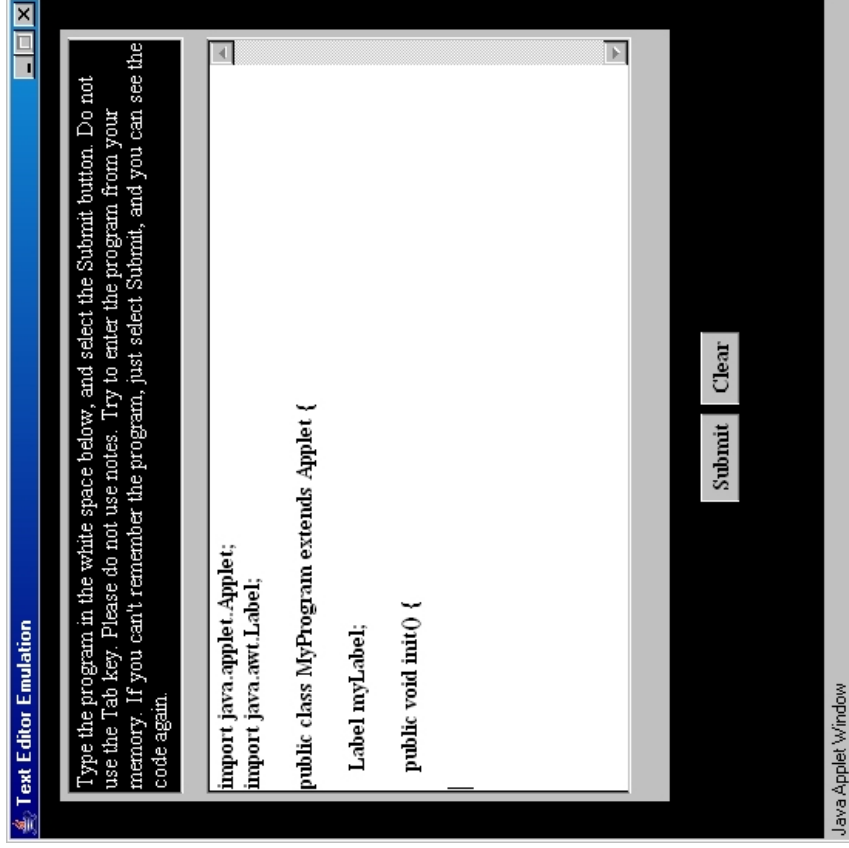 Text Editor Emulation
Type the program in the white space below, and select the Submit button. Do not
use the Tab key. Please do not use notes. Try to enter the program from your
memory. If you can't remember the program, just select Submit, and you can see the
code again.
import java.applet.Applet;
import java.awt.Label;
public class MyProgram extends Applet {
Label myLabel;
public void init() {
Submit Clear
Java Applet Window